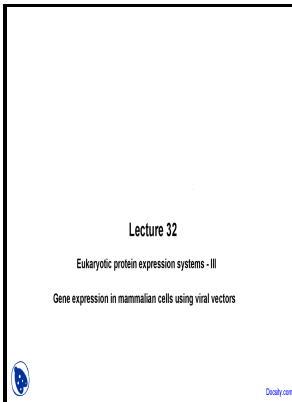 Lecture 32
Eukaryotic protein expression systems - III
Gene expression in mammalian cells using viral vectors
Docsity.com